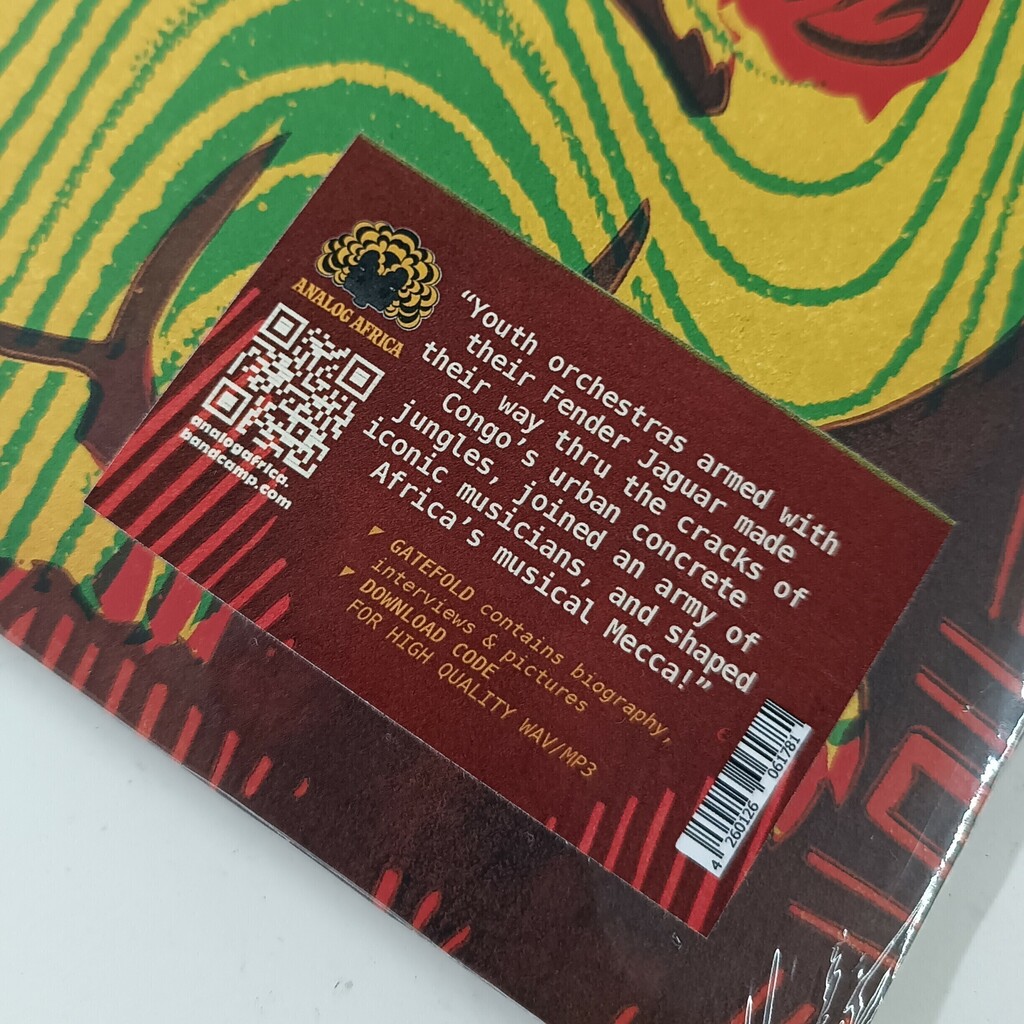 ANALOG AFRICA
analogafrica.
bandcamp.com
“Youth orchestras armed with
their Fender Jaguar made
their way thru the cracks of
Congo’s urban concrete
jungles, joined an army of
iconic musicians, and shaped
Africa’s musical Mecca!”
GATEFOLD contains biography,
interviews & pictures
DOWNLOAD CODE
FOR HIGH QUALITY WAV/MP3
4 260126 061781